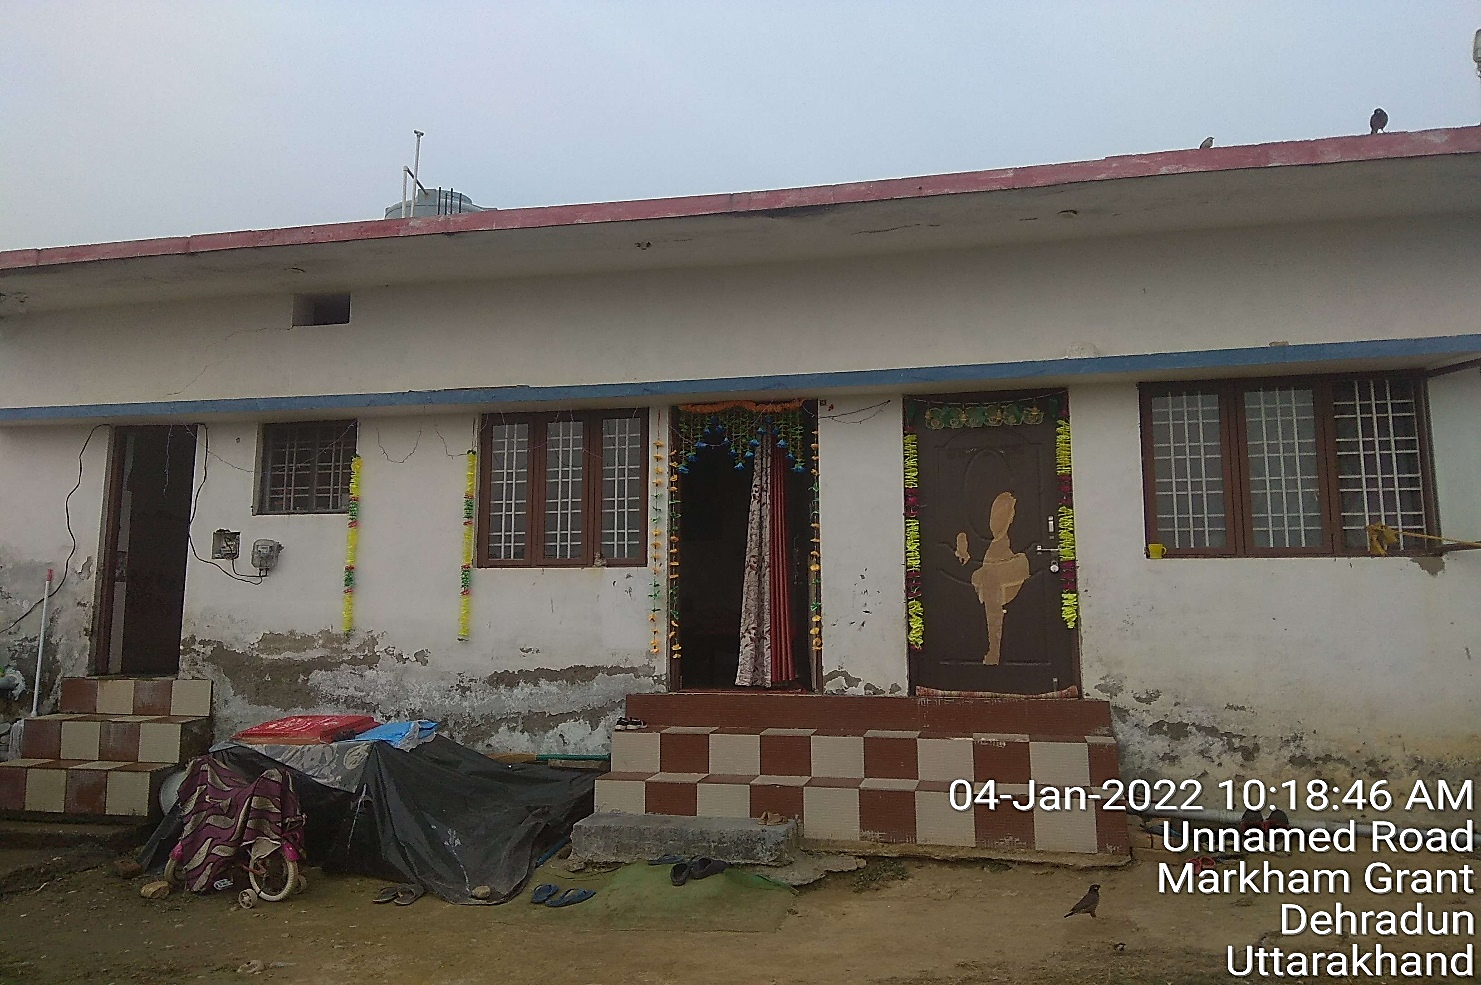 04-Jan-2022 10:18:46 AM
Unnamed Road
Markham Grant
Dehradun
Uttarakhand